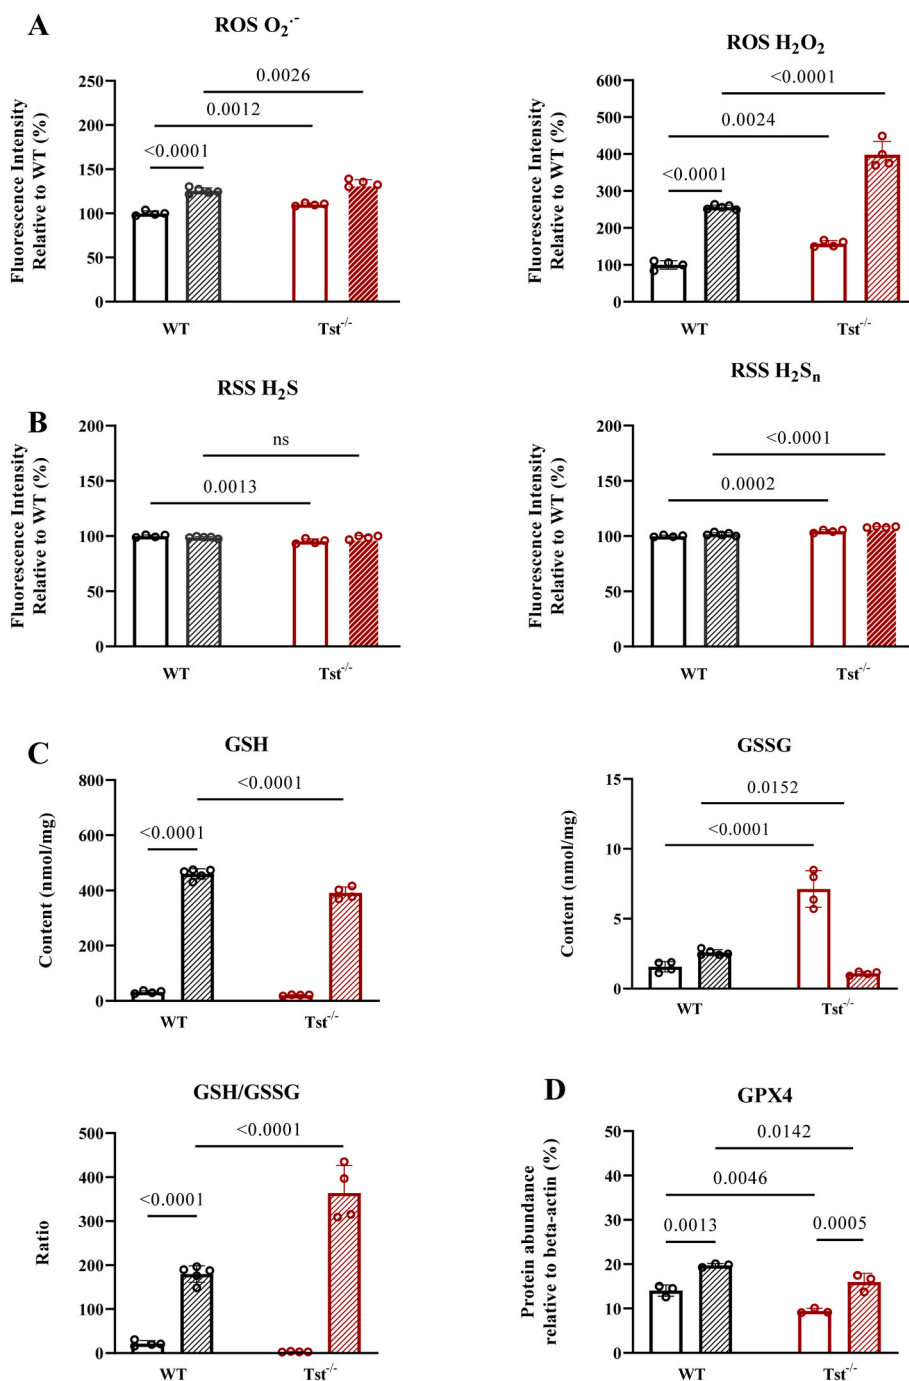 A
ROS O₂·⁻
Fluorescence Intensity
Relative to WT (%)
250
200
150
100
50
0
0.0026
0.0012
<0.0001
WT
Tst⁻/⁻
ROS H₂O₂
Fluorescence Intensity
Relative to WT (%)
600
400
300
200
100
0
<0.0001
0.0024
<0.0001
WT
Tst⁻/⁻
B
RSS H₂S
Fluorescence Intensity
Relative to WT (%)
200
150
100
50
0
ns
0.0013
WT
Tst⁻/⁻
RSS H₂Sₙ
Fluorescence Intensity
Relative to WT (%)
200
150
100
50
0
<0.0001
0.0002
WT
Tst⁻/⁻
C
GSH
Content (nmol/mg)
800
600
400
200
0
<0.0001
<0.0001
WT
Tst⁻/⁻
GSSG
Content (nmol/mg)
15
10
5
0
0.0152
<0.0001
WT
Tst⁻/⁻
GSH/GSSG
Ratio
500
400
300
200
100
0
<0.0001
<0.0001
WT
Tst⁻/⁻
D
GPX4
Protein abundance
relative to beta-actin (%)
50
40
30
20
10
0
0.0142
0.0046
0.0013
0.0005
WT
Tst⁻/⁻